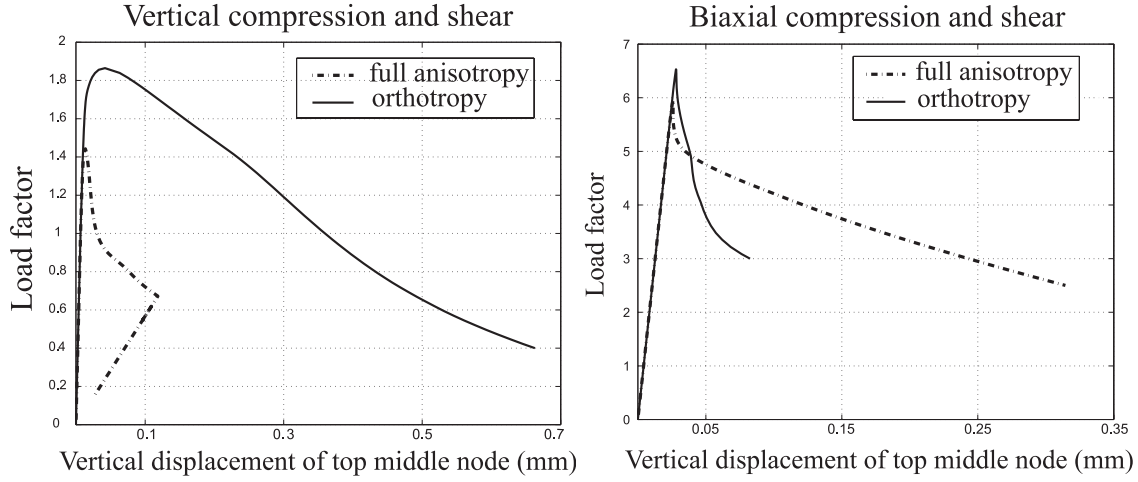 Vertical compression and shear
2
1.8
1.6
1.4
1.2
1
0.8
0.6
0.4
0.2
0
full anisotropy
orthotropy
0.1
0.3
0.5
0.7
Load factor
Vertical displacement of top middle node (mm)
Biaxial compression and shear
7
6
5
4
3
2
1
0
full anisotropy
orthotropy
0.05
0.15
0.25
0.35
Load factor
Vertical displacement of top middle node (mm)